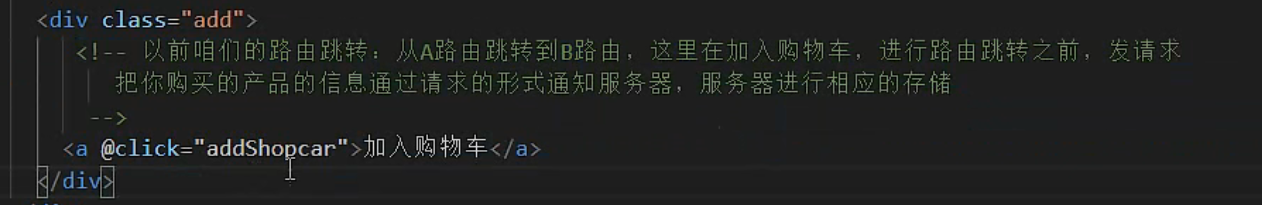 <div class="add">
<!-- 以前咱们的路由跳转：从A路由跳转到B路由，这里在加入购物车，进行路由跳转之前，发请求
把你购买的产品的信息通过请求的形式通知服务器，服务器进行相应的存储
-->
<a @click="addShopcar">加入购物车</a>
</div>